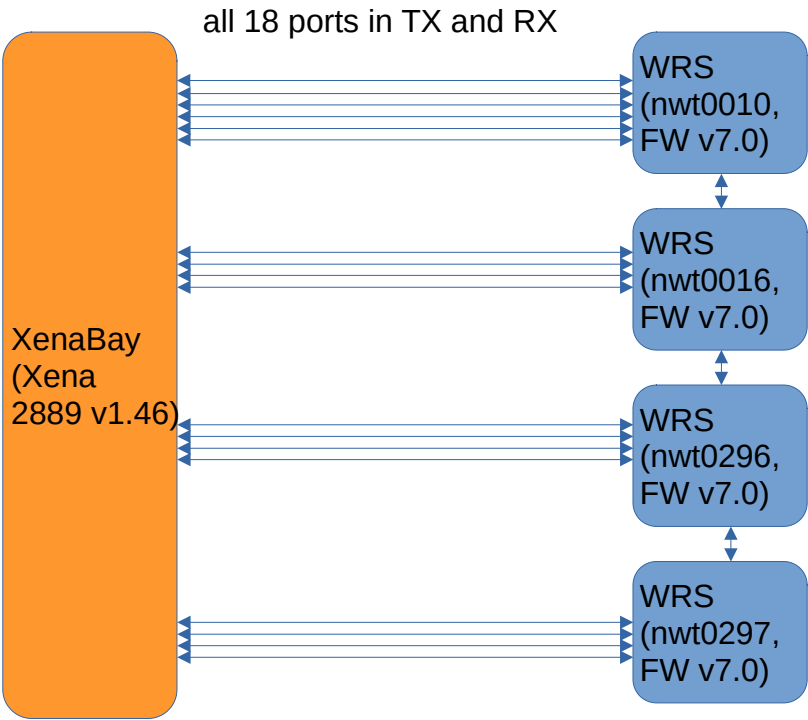 all 18 ports in TX and RX
WRS
(nwt0010,
FW v7.0)
WRS
(nwt0016,
FW v7.0)
XenaBay
(Xena
2889 v1.46)
WRS
(nwt0296,
FW v7.0)
WRS
(nwt0297,
FW v7.0)